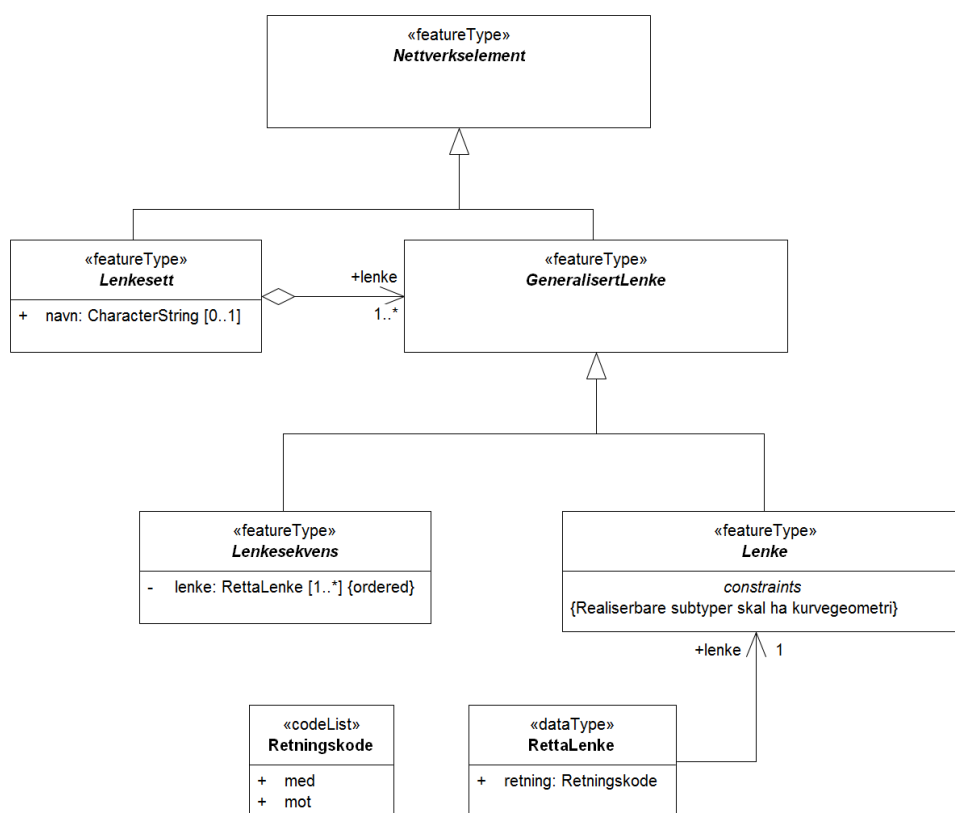 «featureType»
Nettverkselement
«featureType»
Lenkesett
+ navn: CharacterString [0..1]
+lenke
1..*
«featureType»
GeneralisertLenke
«featureType»
Lenkesekvens
- lenke: RettaLenke [1..*] {ordered}
«featureType»
Lenke
constraints
{Realiserbare subtyper skal ha kurvegeometri}
+lenke 1
«codeList»
Retningskode
+ med
+ mot
«dataType»
RettaLenke
+ retning: Retningskode